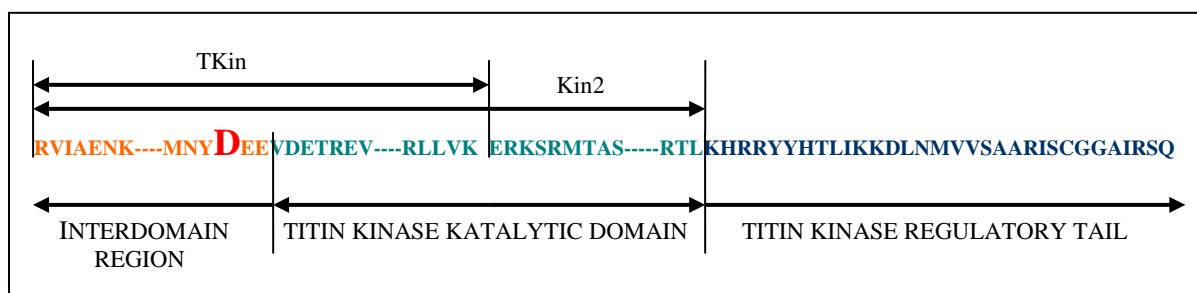 TKin
Kin2
RVIAENK----MNYDEEVDETREV----RLLVK ERKSRMTAS-----RTLKHRRYYHTLIKKDLNMVVSAARISCGGAIRSQ
INTERDOMAIN REGION
TITIN KINASE KATALYTIC DOMAIN
TITIN KINASE REGULATORY TAIL